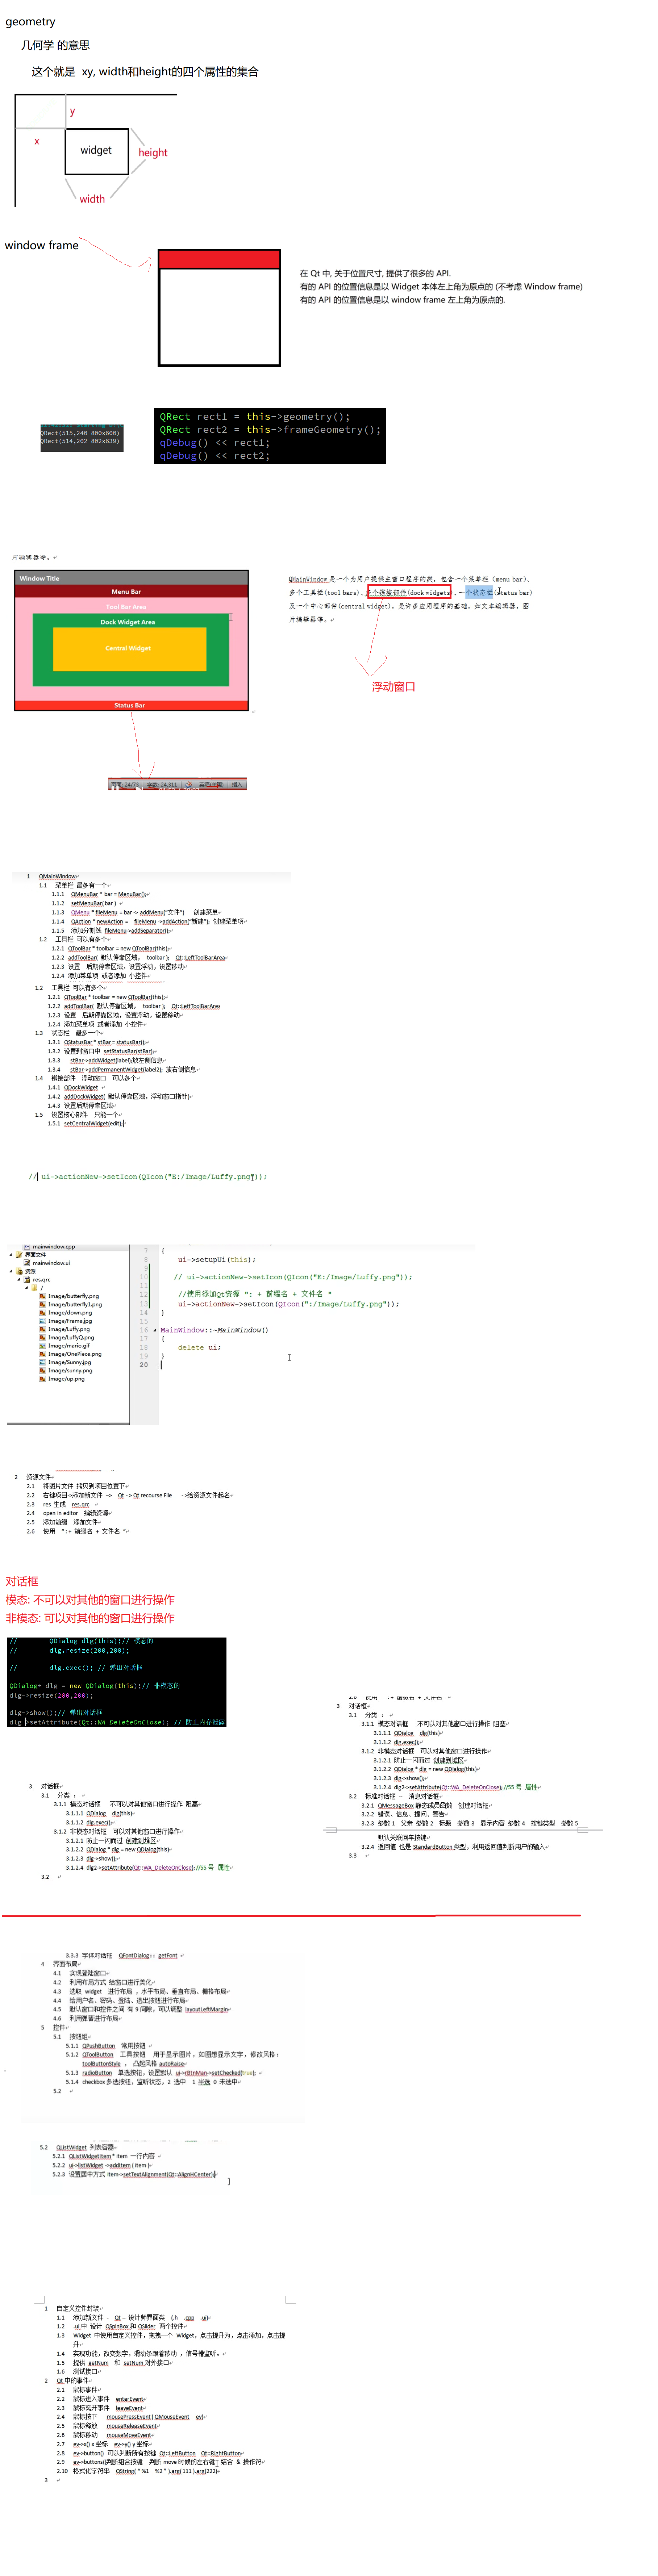 geometry
几何学 的意思
这个就是 xy, width和height的四个属性的集合
y
x
widget
height
width
window frame
在 Qt 中, 关于位置尺寸, 提供了很多的 API.
有的 API 的位置信息是以 Widget 本体左上角为原点的 (不考虑 Window frame)
有的 API 的位置信息是以 window frame 左上角为原点的.
QRect(515,240 800x600)
QRect(514,202 802x639)
QRect rect1 = this->geometry();
QRect rect2 = this->frameGeometry();
qDebug() << rect1;
qDebug() << rect2;
片编辑器等。
Window Title
Menu Bar
Tool Bar Area
Dock Widget Area
Central Widget
Status Bar
QMainWindow 是一个为用户提供主窗口程序的类，包含一个菜单栏（menu bar）、
多个工具栏(tool bars)、多个锚接部件(dock widgets)、一个状态栏(status bar)
及一个中心部件(central widget)，是许多应用程序的基础，如文本编辑器，图
片编辑器等。
浮动窗口
1 QMainWindow
1.1 菜单栏 最多有一个
1.1.1 QMenuBar * bar = MenuBar();
1.1.2 setMenuBar( bar )
1.1.3 QMenu * fileMenu = bar -> addMenu("文件") 创建菜单
1.1.4 QAction * newAction = fileMenu ->addAction("新建"); 创建菜单项
1.1.5 添加分割线 fileMenu->addSeparator();
1.2 工具栏 可以有多个
1.2.1 QToolBar * toolbar = new QToolBar(this);
1.2.2 addToolBar( 默认停靠区域， toolbar ); Qt::LeftToolBarArea
1.2.3 设置 后期停靠区域，设置浮动，设置移动
1.2.4 添加菜单项 或者添加 小控件
1.2 工具栏 可以有多个
1.2.1 QToolBar * toolbar = new QToolBar(this);
1.2.2 addToolBar( 默认停靠区域， toolbar ); Qt::LeftToolBarArea
1.2.3 设置 后期停靠区域，设置浮动，设置移动
1.2.4 添加菜单项 或者添加 小控件
1.3 状态栏 最多一个
1.3.1 QStatusBar * stBar = statusBar();
1.3.2 设置到窗口中 setStatusBar(stBar);
1.3.3 stBar->addWidget(label);放左侧信息
1.3.4 stBar->addPermanentWidget(label2); 放右侧信息
1.4 铆接部件 浮动窗口 可以多个
1.4.1 QDockWidget
1.4.2 addDockWidget( 默认停靠区域，浮动窗口指针)
1.4.3 设置后期停靠区域
1.5 设置核心部件 只能一个
1.5.1 setCentralWidget(edit);
// ui->actionNew->setIcon(QIcon("E:/Image/Luffy.png"));
mainwindow.cpp
界面文件
mainwindow.ui
资源
res.qrc
/
Image/butterfly.png
Image/butterfly1.png
Image/down.png
Image/Frame.jpg
Image/Luffy.png
Image/LuffyQ.png
Image/mario.gif
Image/OnePiece.png
Image/Sunny.jpg
Image/sunny.png
Image/up.png
7 {
8 ui->setupUi(this);
9
10 // ui->actionNew->setIcon(QIcon("E:/Image/Luffy.png"));
11
12 //使用添加Qt资源 ": + 前缀名 + 文件名 "
13 ui->actionNew->setIcon(QIcon(":/Image/Luffy.png"));
14 }
15
16 MainWindow::~MainWindow()
17 {
18 delete ui;
19 }
20
2 资源文件
2.1 将图片文件 拷贝到项目位置下
2.2 右键项目->添加新文件 –> Qt - > Qt recourse File - >给资源文件起名
2.3 res 生成 res.qrc
2.4 open in editor 编辑资源
2.5 添加前缀 添加文件
2.6 使用 " : + 前缀名 + 文件名 "
对话框
模态: 不可以对其他的窗口进行操作
非模态: 可以对其他的窗口进行操作
// QDialog dlg(this);// 模态的
// dlg.resize(200,200);
// dlg.exec(); // 弹出对话框
QDialog* dlg = new QDialog(this);// 非模态的
dlg->resize(200,200);
dlg->show();// 弹出对话框
dlg->setAttribute(Qt::WA_DeleteOnClose); // 防止内存泄露
2.6 使用 " : + 前缀名 + 文件名 "
3 对话框
3.1 分类：
3.1.1 模态对话框 不可以对其他窗口进行操作 阻塞
3.1.1.1 QDialog dlg(this)
3.1.1.2 dlg.exec();
3.1.2 非模态对话框 可以对其他窗口进行操作
3.1.2.1 防止一闪而过 创建到堆区
3.1.2.2 QDialog * dlg = new QDialog(this)
3.1.2.3 dlg->show();
3.1.2.4 dlg2->setAttribute(Qt::WA_DeleteOnClose); //55 号 属性
3.2 标准对话框 – 消息对话框
3.2.1 QMessageBox 静态成员函数 创建对话框
3.2.2 错误、信息、提问、警告
3.2.3 参数 1 父亲 参数 2 标题 参数 3 显示内容 参数 4 按键类型 参数 5
默认关联回车按键
3.2.4 返回值 也是 StandardButton 类型，利用返回值判断用户的输入
3.3
3 对话框
3.1 分类：
3.1.1 模态对话框 不可以对其他窗口进行操作 阻塞
3.1.1.1 QDialog dlg(this)
3.1.1.2 dlg.exec();
3.1.2 非模态对话框 可以对其他窗口进行操作
3.1.2.1 防止一闪而过 创建到堆区
3.1.2.2 QDialog * dlg = new QDialog(this)
3.1.2.3 dlg->show();
3.1.2.4 dlg2->setAttribute(Qt::WA_DeleteOnClose); //55 号 属性
3.2
3.3.3 字体对话框 QFontDialog：：getFont
4 界面布局
4.1 实现登陆窗口
4.2 利用布局方式 给窗口进行美化
4.3 选取 widget 进行布局 ，水平布局、垂直布局、栅格布局
4.4 给用户名、密码、登陆、退出按钮进行布局
4.5 默认窗口和控件之间 有 9 间隙，可以调整 layoutLeftMargin
4.6 利用弹簧进行布局
5 控件
5.1 按钮组
5.1.1 QPushButton 常用按钮
5.1.2 QToolButton 工具按钮 用于显示图片，如图想显示文字，修改风格：
toolButtonStyle ， 凸起风格 autoRaise
5.1.3 radioButton 单选按钮，设置默认 ui->rBtnMan->setChecked(true);
5.1.4 checkbox 多选按钮，监听状态，2 选中 1 半选 0 未选中
5.2
5.2 QListWidget 列表容器
5.2.1 QListWidgetItem * item 一行内容
5.2.2 ui->listWidget ->addItem ( item )
5.2.3 设置居中方式 item->setTextAlignment(Qt::AlignHCenter);
1 自定义控件封装
1.1 添加新文件 - Qt – 设计师界面类 (.h .cpp .ui)
1.2 .ui 中 设计 QSpinBox 和 QSlider 两个控件
1.3 Widget 中使用自定义控件，拖拽一个 Widget，点击提升为，点击添加，点击提
升
1.4 实现功能，改变数字，滑动条跟着移动 ，信号槽监听。
1.5 提供 getNum 和 setNum 对外接口
1.6 测试接口
2 Qt 中的事件
2.1 鼠标事件
2.2 鼠标进入事件 enterEvent
2.3 鼠标离开事件 leaveEvent
2.4 鼠标按下 mousePressEvent ( QMouseEvent ev)
2.5 鼠标释放 mouseReleaseEvent
2.6 鼠标移动 mouseMoveEvent
2.7 ev->x() x 坐标 ev->y() y 坐标
2.8 ev->button() 可以判断所有按键 Qt::LeftButton Qt::RightButton
2.9 ev->buttons()判断组合按键 判断 move 时候的左右键 结合 & 操作符
2.10 格式化字符串 QString( " %1 %2 " ).arg( 111 ).arg(222)
3